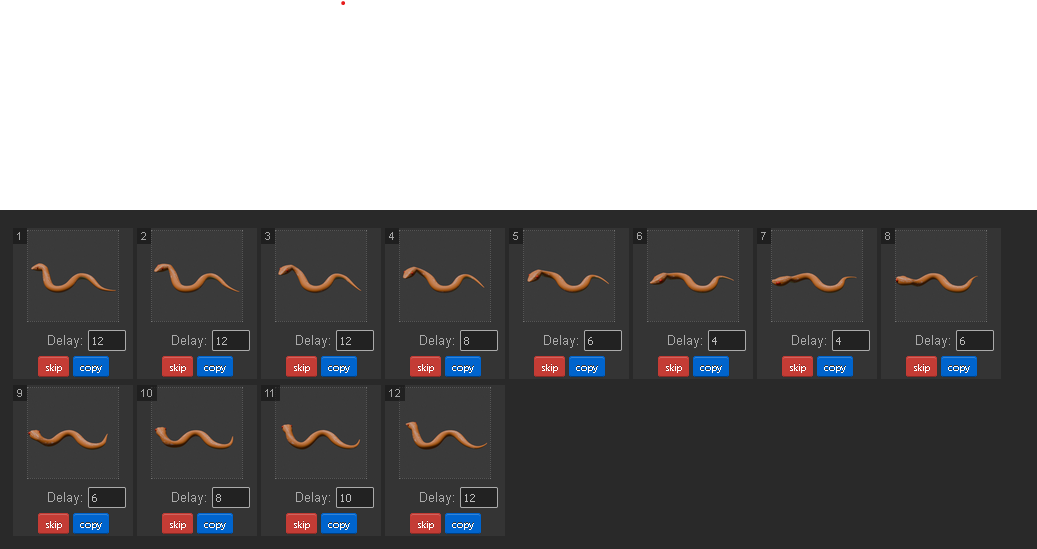 1 2 3 4 5 6 7 8
Delay: 12 Delay: 12 Delay: 12 Delay: 8 Delay: 6 Delay: 4 Delay: 4 Delay: 6
skip copy skip copy skip copy skip copy skip copy skip copy skip copy skip copy
9 10 11 12
Delay: 6 Delay: 8 Delay: 10 Delay: 12
skip copy skip copy skip copy skip copy